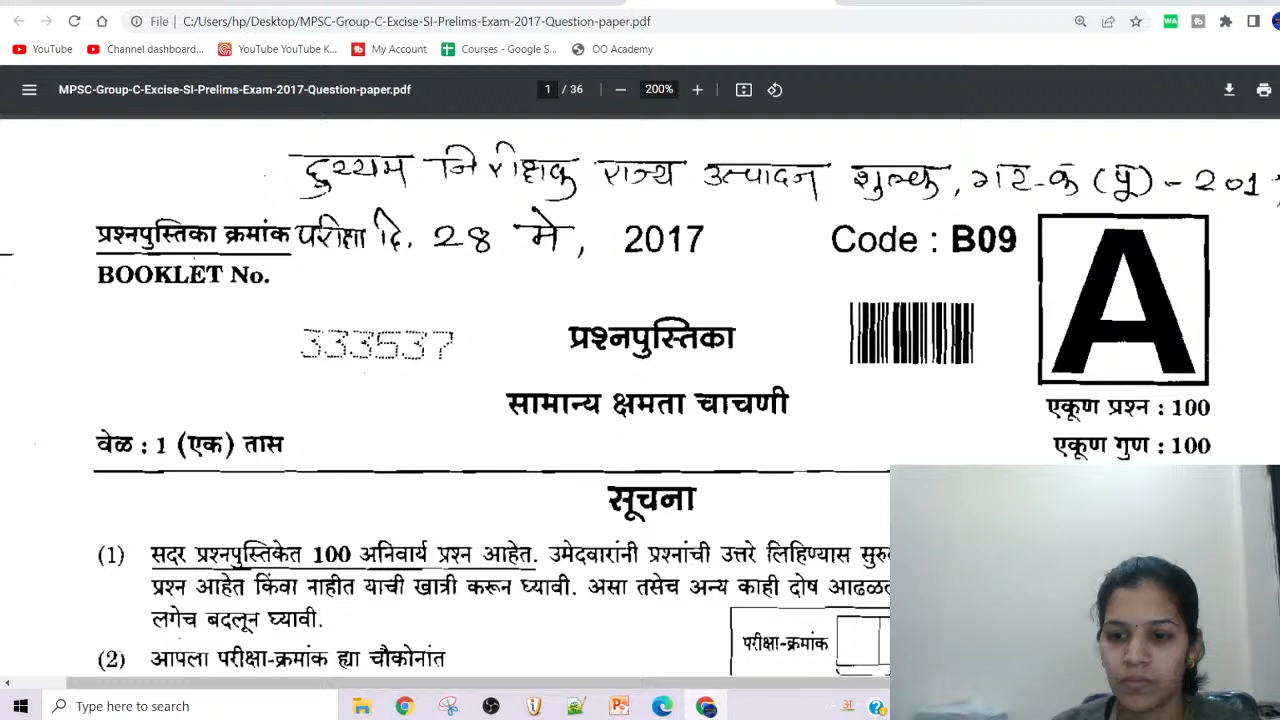 File C:/Users/hp/Desktop/MPSC-Group-C-Excise-SI-Prelims-Exam-2017-Question-paper.pdf
YouTube Channel dashboard... YouTube YouTube K... My Account Courses - Google S... OO Academy
MPSC-Group-C-Excise-SI-Prelims-Exam-2017-Question-paper.pdf 1 / 36 200%
दुय्यम निरीक्षक राज्य उत्पादन शुल्क, गट-क (पू) -
प्रश्नपुस्तिका क्रमांक परीक्षा दि. 28 मे, 2017 Code : B09 A
BOOKLET No.
333537 प्रश्नपुस्तिका
सामान्य क्षमता चाचणी एकूण प्रश्न : 100
वेळ : 1 (एक) तास एकूण गुण : 100
सूचना
(1) सदर प्रश्नपुस्तिकेत 100 अनिवार्य प्रश्न आहेत. उमेदवारांनी प्रश्नांची उत्तरे लिहिण्यास
प्रश्न आहेत किंवा नाहीत याची खात्री करून घ्यावी. असा तसेच अन्य काही दोष
लगेच बदलून घ्यावी.
(2) आपला परीक्षा-क्रमांक ह्या चौकोनांत परीक्षा-क्रमांक
Type here to search